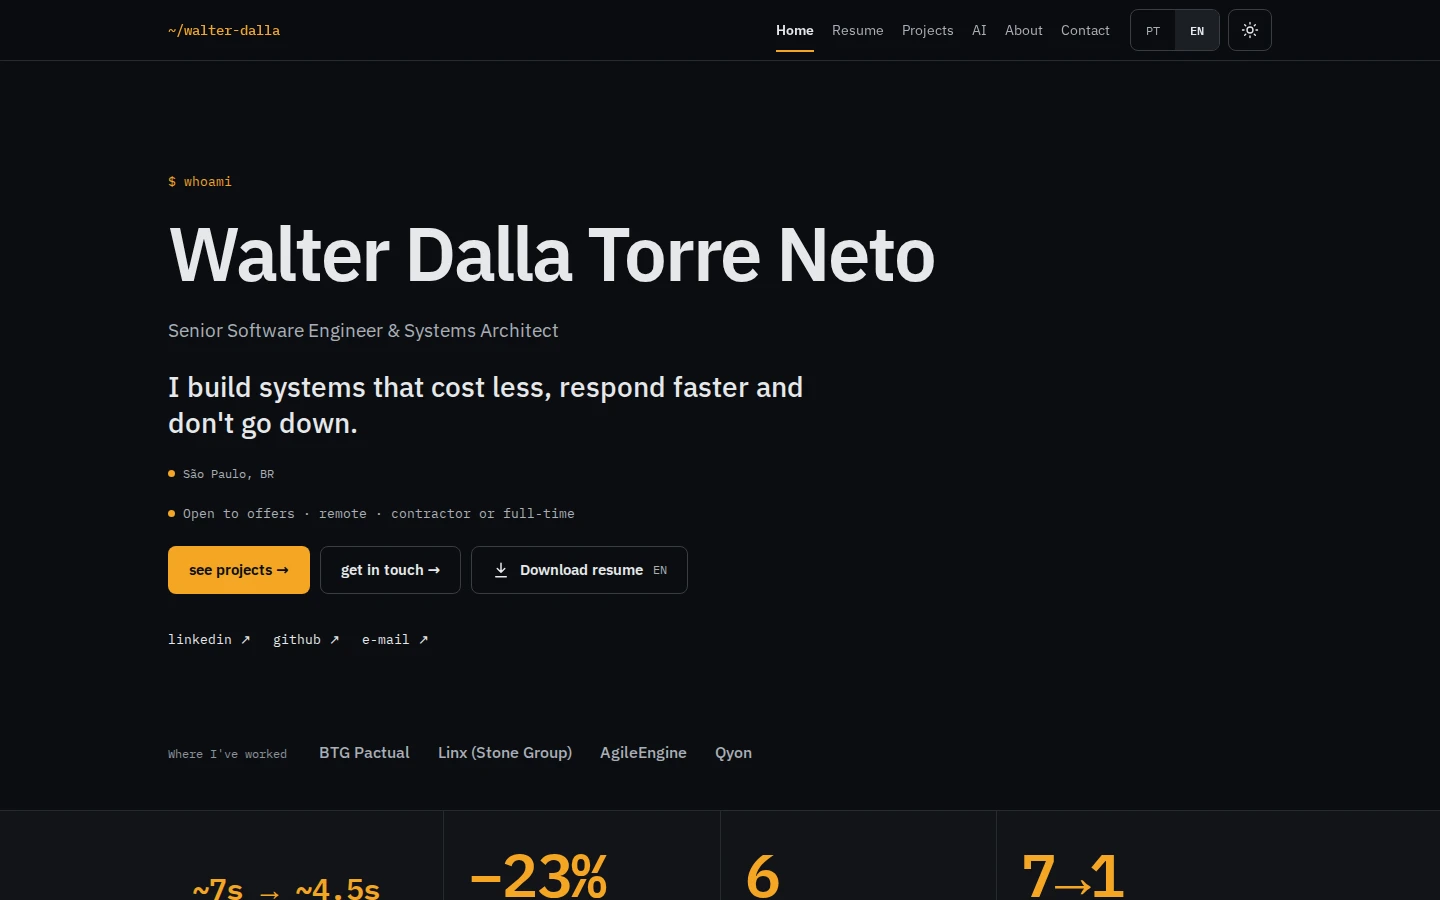 ~/walter-dalla
Home Resume Projects AI About Contact PT EN
$ whoami
Walter Dalla Torre Neto
Senior Software Engineer & Systems Architect
I build systems that cost less, respond faster and
don't go down.
São Paulo, BR
Open to offers · remote · contractor or full-time
see projects →
get in touch →
Download resume EN
linkedin ↗ github ↗ e-mail ↗
Where I've worked BTG Pactual Linx (Stone Group) AgileEngine Qyon
~7s → ~4.5s
−23%
6
7→1